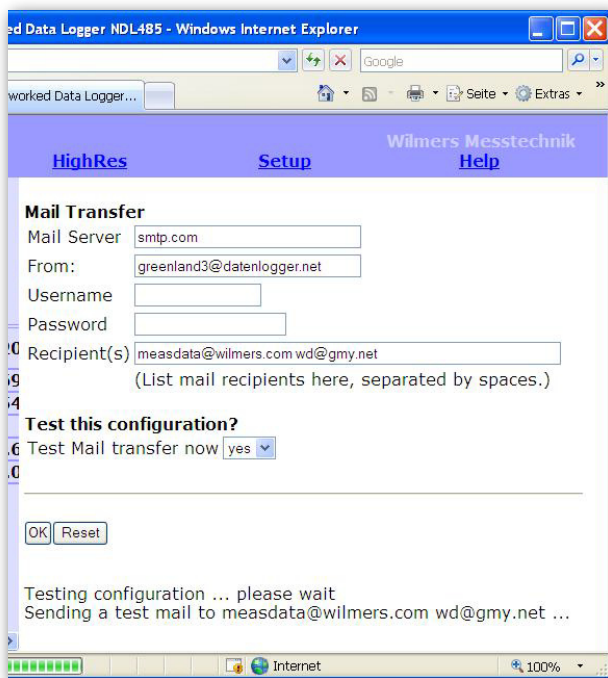 ed Data Logger NDL485 - Windows Internet Explorer
Google
worked Data Logger...
Seite
Extras
»
Wilmers Messtechnik
HighRes Setup Help
Mail Transfer
Mail Server smtp.com
From: greenland3@datenlogger.net
Username
Password
Recipient(s) measdata@wilmers.com wd@gmy.net
(List mail recipients here, separated by spaces.)
Test this configuration?
Test Mail transfer now yes
OK Reset
Testing configuration ... please wait
Sending a test mail to measdata@wilmers.com wd@gmy.net ...
Internet 100%